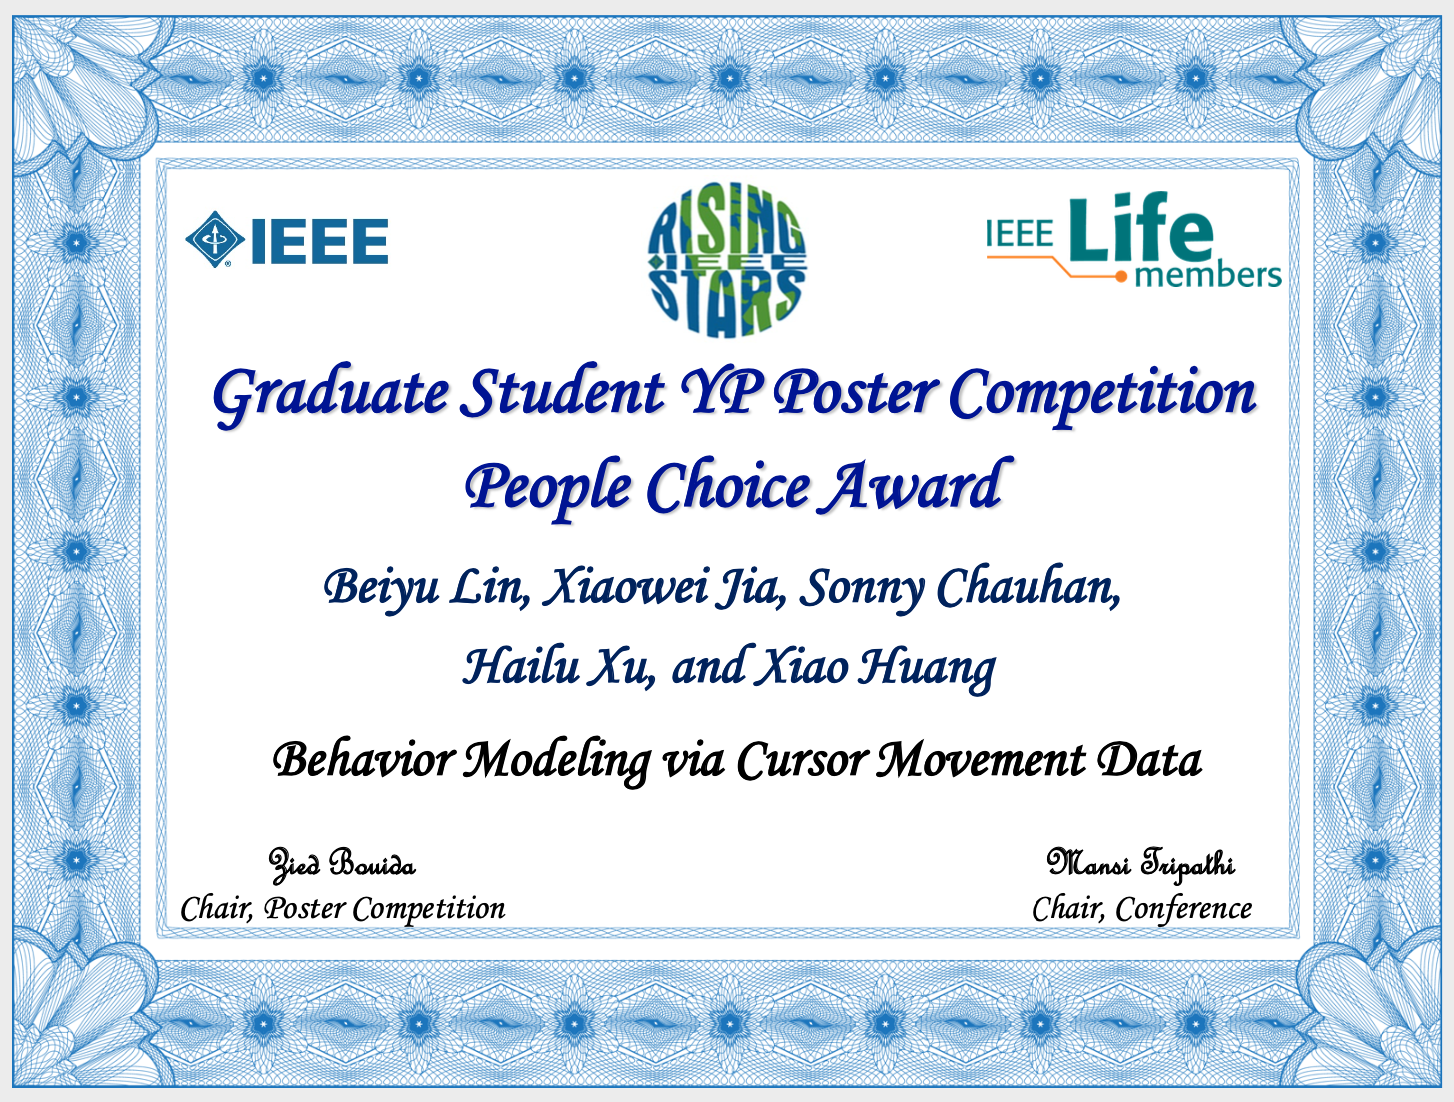 IEEE
RISING
IEEE
STARS
IEEE Life
members
Graduate Student YP Poster Competition
People Choice Award
Beiyu Lin, Xiaowei Jia, Sonny Chauhan,
Hailu Xu, and Xiao Huang
Behavior Modeling via Cursor Movement Data
Zied Bouida
Chair, Poster Competition
Mansi Tripathi
Chair, Conference